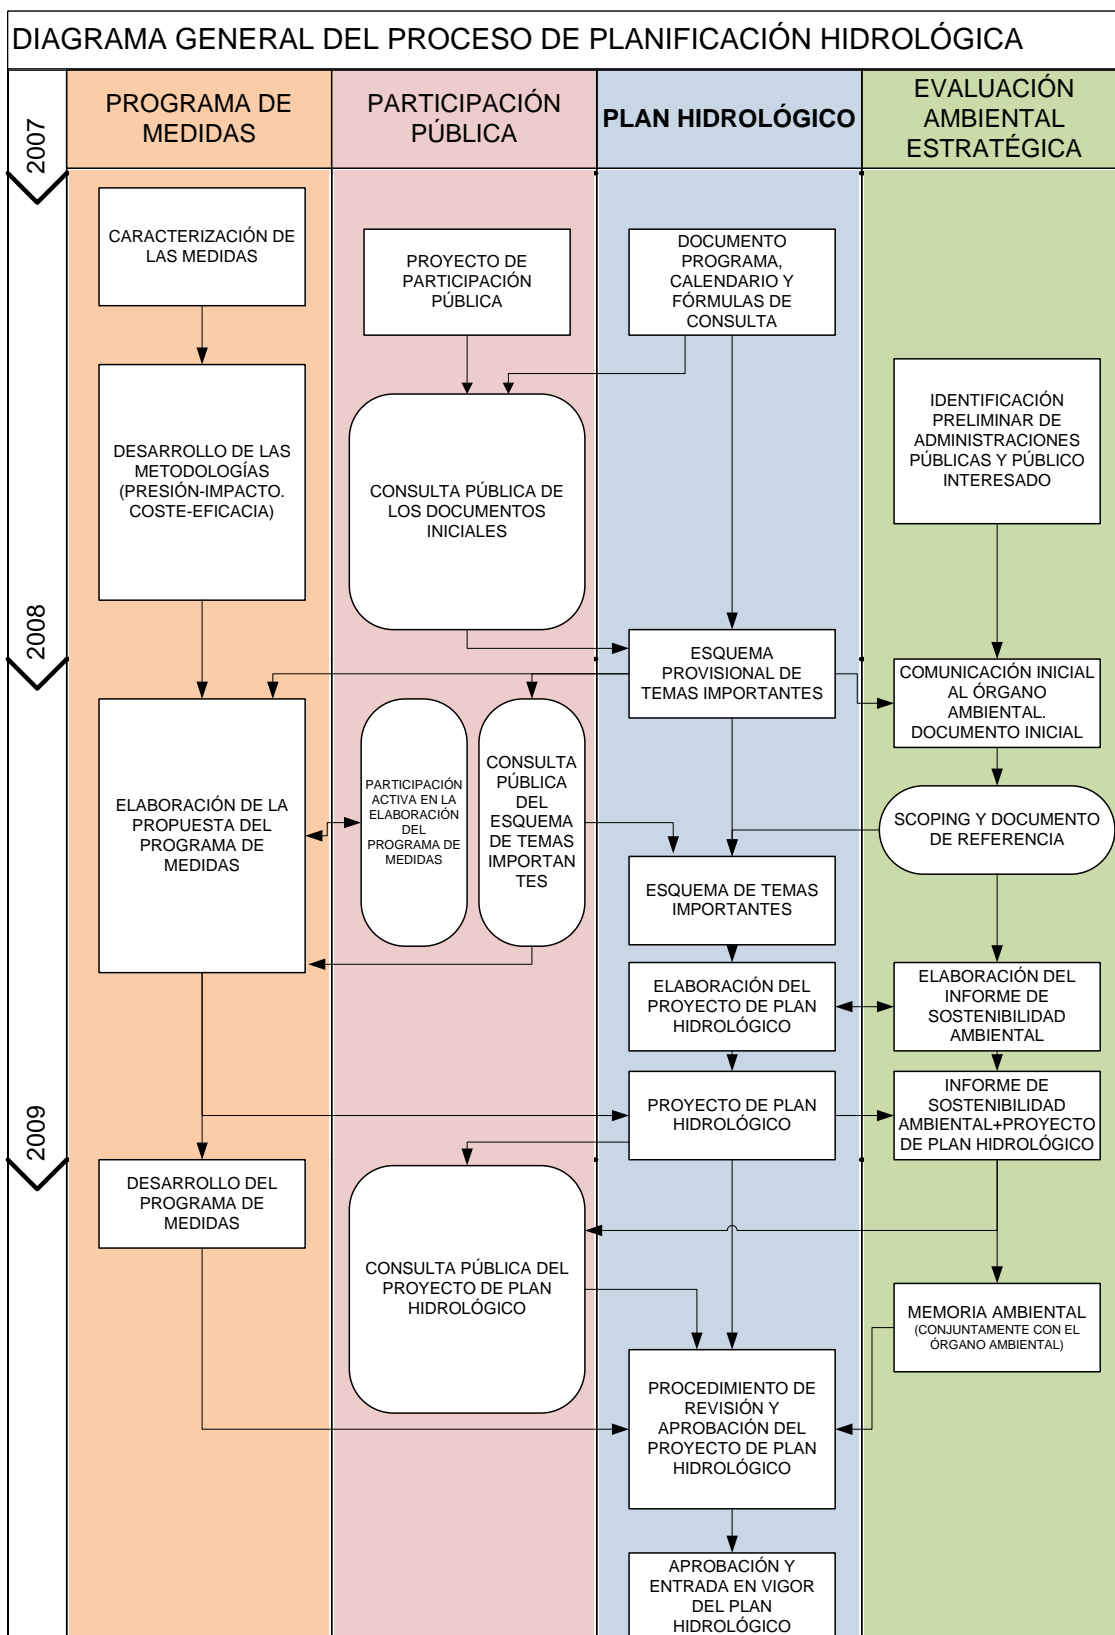 DIAGRAMA GENERAL DEL PROCESO DE PLANIFICACIÓN HIDROLÓGICA
2007
PROGRAMA DE
MEDIDAS
PARTICIPACIÓN
PÚBLICA
PLAN HIDROLÓGICO
EVALUACIÓN
AMBIENTAL
ESTRATÉGICA
CARACTERIZACIÓN DE
LAS MEDIDAS
PROYECTO DE
PARTICIPACIÓN
PÚBLICA
DOCUMENTO
PROGRAMA,
CALENDARIO Y
FÓRMULAS DE
CONSULTA
IDENTIFICACIÓN
PRELIMINAR DE
ADMINISTRACIONES
PÚBLICAS Y PÚBLICO
INTERESADO
DESARROLLO DE LAS
METODOLOGÍAS
(PRESIÓN-IMPACTO.
COSTE-EFICACIA)
CONSULTA PÚBLICA DE
LOS DOCUMENTOS
INICIALES
2008
ESQUEMA
PROVISIONAL DE
TEMAS IMPORTANTES
COMUNICACIÓN INICIAL
AL ÓRGANO
AMBIENTAL.
DOCUMENTO INICIAL
ELABORACIÓN DE LA
PROPUESTA DEL
PROGRAMA DE
MEDIDAS
PARTICIPACIÓN
ACTIVA EN LA
ELABORACIÓN
DEL
PROGRAMA DE
MEDIDAS
CONSULTA
PÚBLICA
DEL
ESQUEMA
DE TEMAS
IMPORTAN
TES
SCOPING Y DOCUMENTO
DE REFERENCIA
ESQUEMA DE TEMAS
IMPORTANTES
ELABORACIÓN DEL
PROYECTO DE PLAN
HIDROLÓGICO
ELABORACIÓN DEL
INFORME DE
SOSTENIBILIDAD
AMBIENTAL
2009
PROYECTO DE PLAN
HIDROLÓGICO
INFORME DE
SOSTENIBILIDAD
AMBIENTAL+PROYECTO
DE PLAN HIDROLÓGICO
DESARROLLO DEL
PROGRAMA DE
MEDIDAS
CONSULTA PÚBLICA DEL
PROYECTO DE PLAN
HIDROLÓGICO
MEMORIA AMBIENTAL
(CONJUNTAMENTE CON EL
ÓRGANO AMBIENTAL)
PROCEDIMIENTO DE
REVISIÓN Y
APROBACIÓN DEL
PROYECTO DE PLAN
HIDROLÓGICO
APROBACIÓN Y
ENTRADA EN VIGOR
DEL PLAN
HIDROLÓGICO